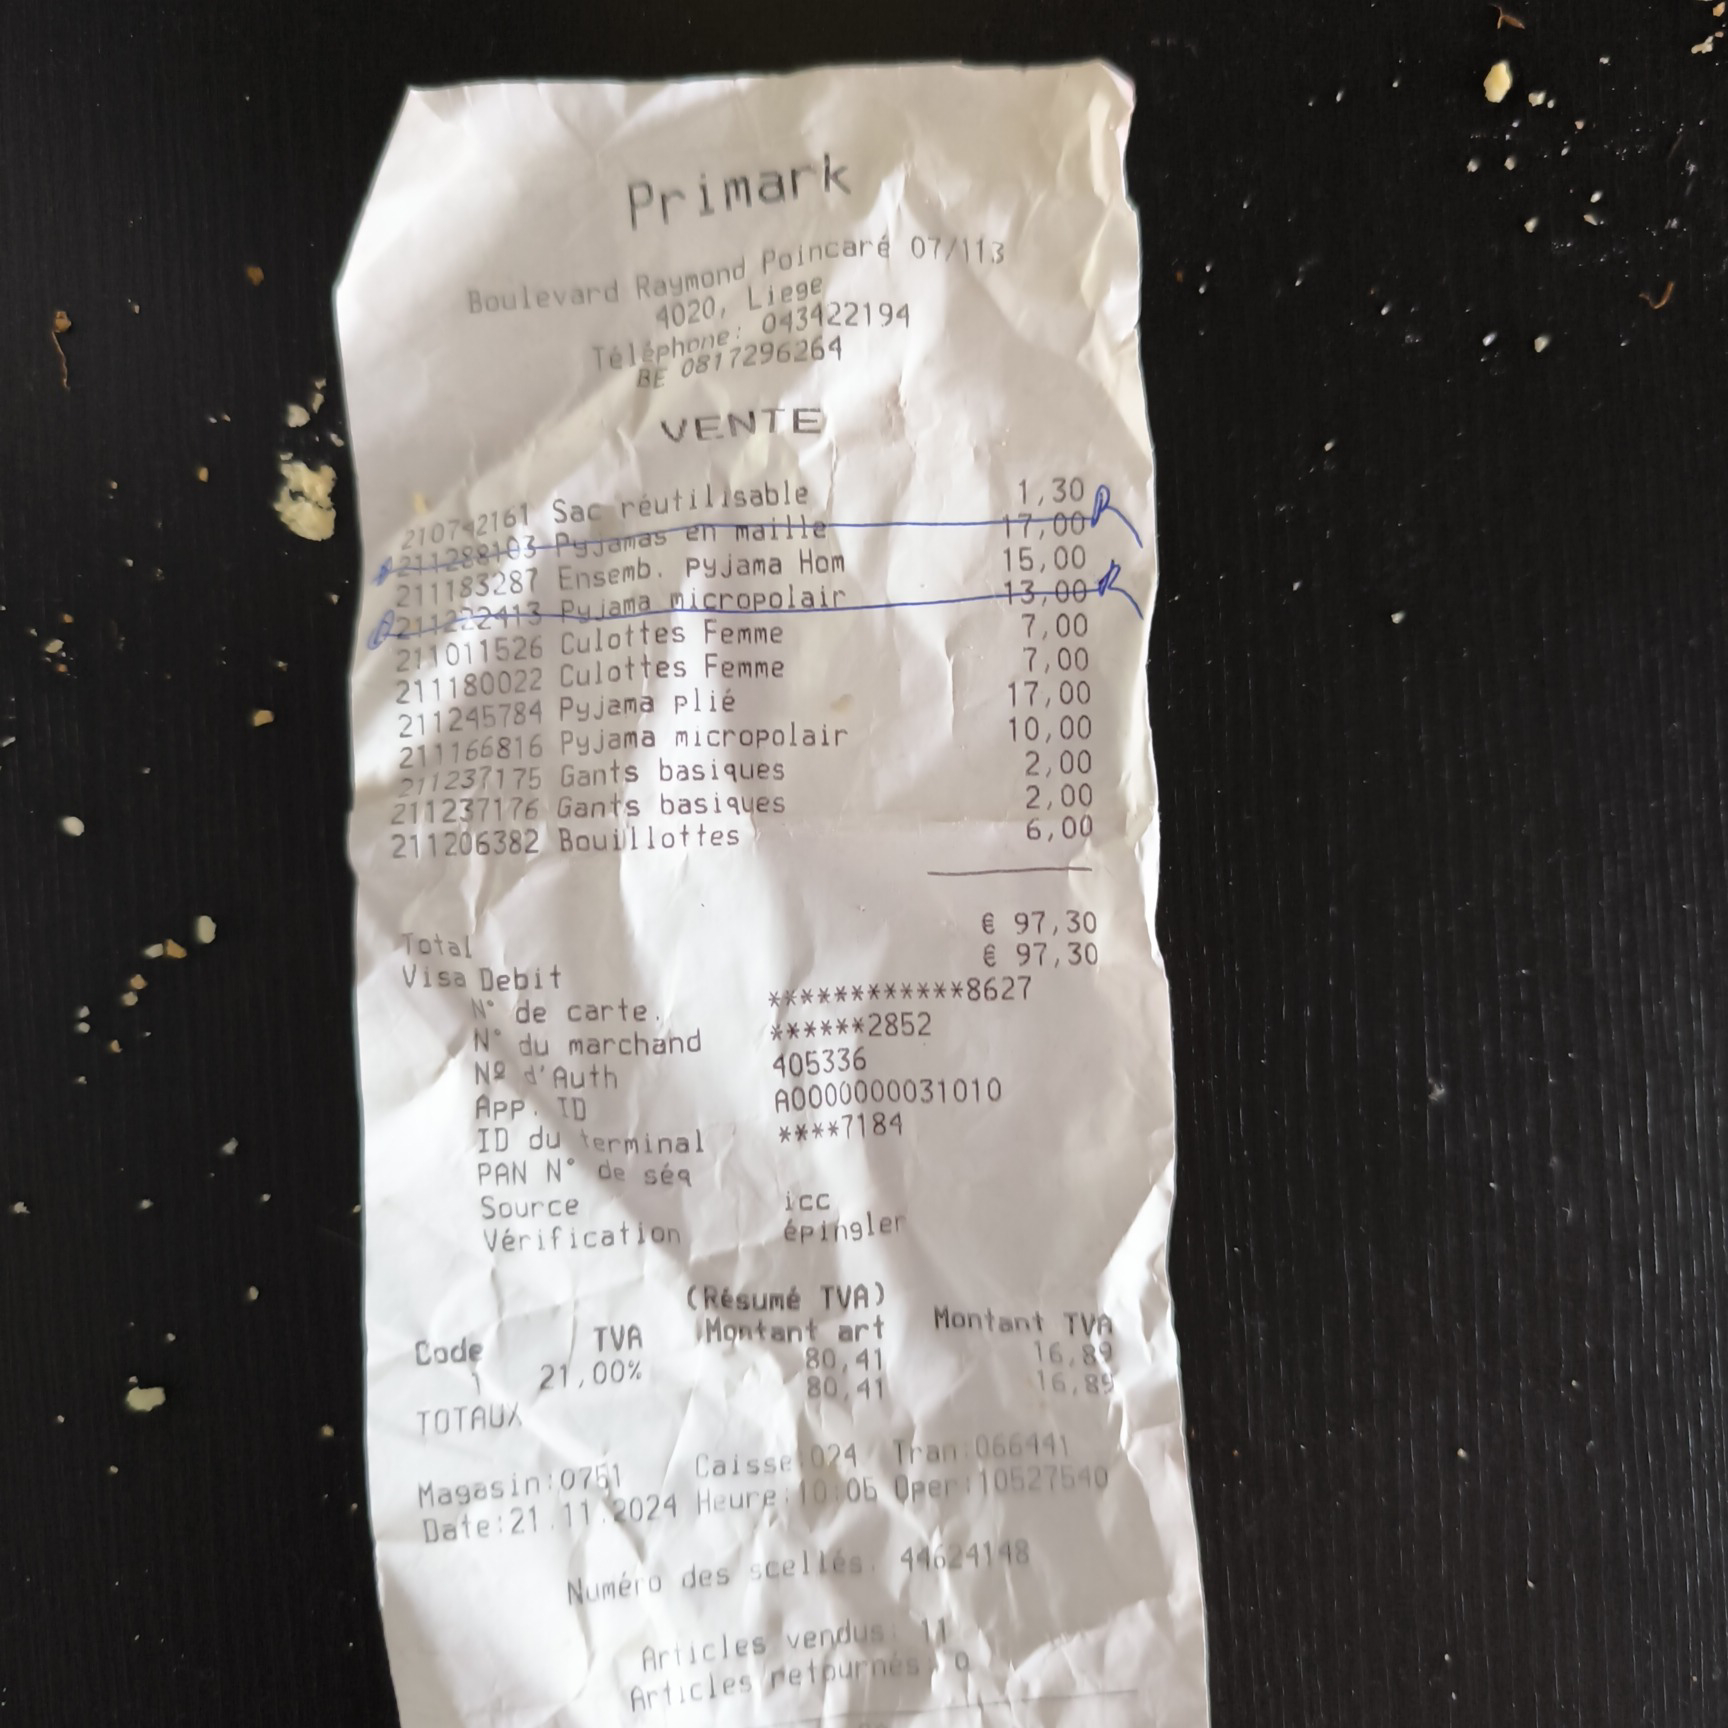 Primark
Boulevard Raymond Poincaré 07/113
4020, Liege
Téléphone: 043422194
BE 0817296264
VENTE
210742161 Sac réutilisable 1,30
211288103 Pyjamas en maille 17,00 R
211183287 Ensemb. pyjama Hom 15,00
211222413 Pyjama micropolair 13,00 R
211011526 Culottes Femme 7,00
211180022 Culottes Femme 7,00
211245784 Pyjama plié 17,00
211166816 Pyjama micropolair 10,00
211237175 Gants basiques 2,00
211237176 Gants basiques 2,00
211206382 Bouillottes 6,00
Total € 97,30
Visa Debit € 97,30
N° de carte. ************8627
N° du marchand ******2852
Nº d'Auth 405336
App. ID A0000000031010
ID du terminal ****7184
PAN N° de séq
Source icc
Vérification épingler
(Résumé TVA)
Code TVA Montant art Montant TVA
1 21,00% 80,41 16,89
TOTAUX 80,41 16,89
Magasin:0751 Caisse:024 Tran:066441
Date:21.11.2024 Heure:10:06 Oper:10527540
Numéro des scellés. 44624148
Articles vendus: 11
Articles retournés: 0